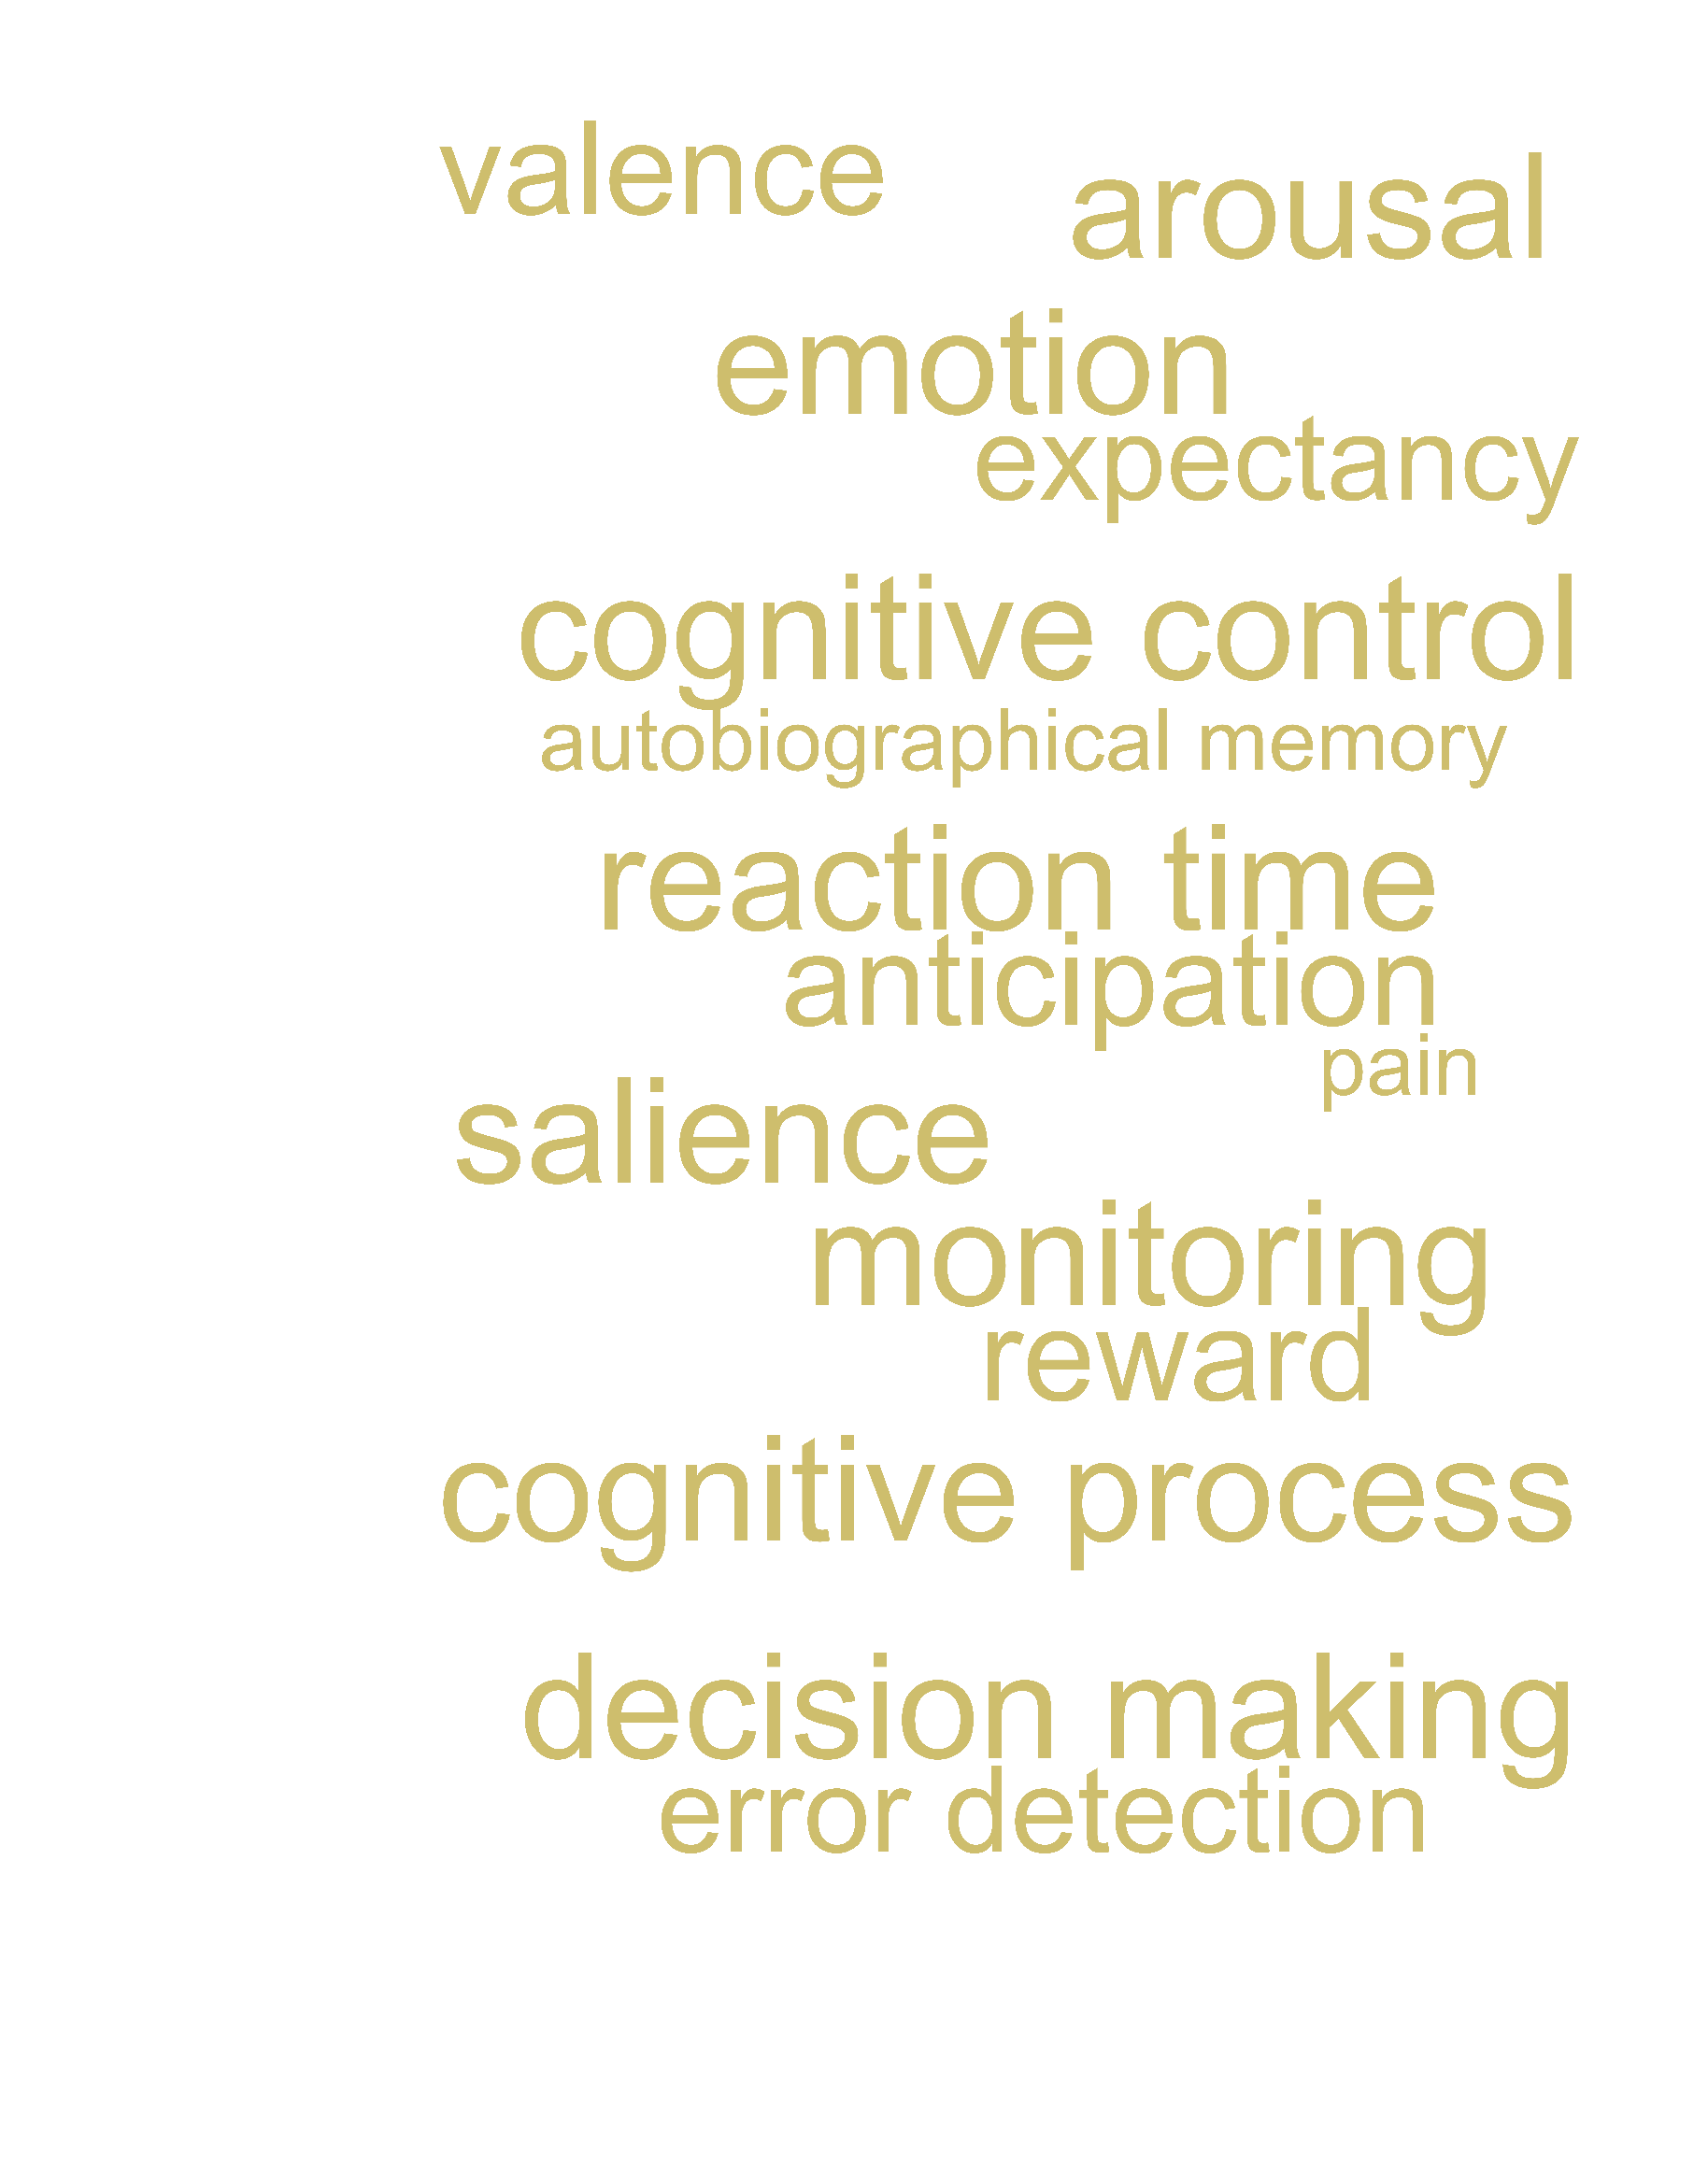 valence
arousal
emotion
expectancy
cognitive control
autobiographical memory
reaction time
anticipation
pain
salience
monitoring
reward
cognitive process
decision making
error detection